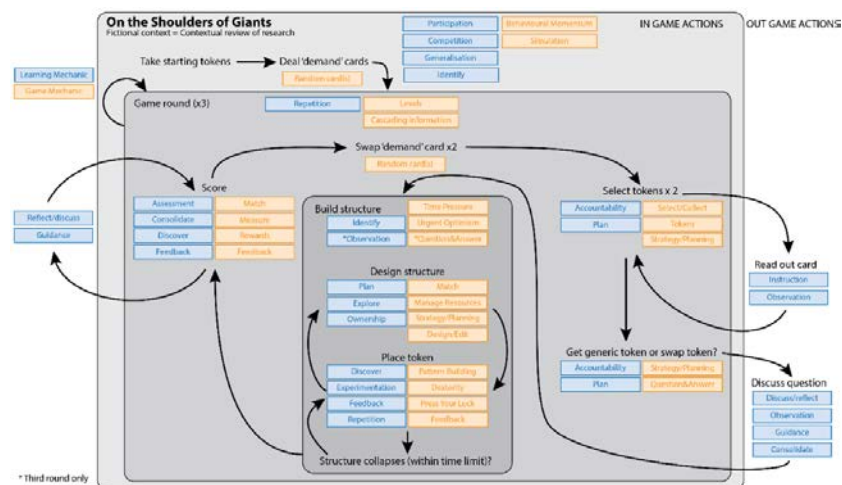 On the Shoulders of Giants
Fictional context = Contextual review of research
IN GAME ACTIONS
OUT GAME ACTIONS
Participation
Behavioural Momentum
Competition
Simulation
Generalisation
Identify
Take starting tokens
Deal 'demand' cards
Random card(s)
Learning Mechanic
Game Mechanic
Game round (x3)
Repetition
Levels
Cascading Information
Swap 'demand' card x2
Random card(s)
Score
Assessment
Match
Consolidate
Measure
Discover
Rewards
Feedback
Feedback
Reflect/discuss
Guidance
Build structure
Time Pressure
Identify
Urgent Optimism
*Observation
*Question&Answer
Design structure
Plan
Match
Explore
Manage Resources
Ownership
Strategy/Planning
Design/Edit
Place token
Discover
Pattern Building
Experimentation
Dexterity
Feedback
Press Your Luck
Repetition
Feedback
Structure collapses (within time limit)?
Select tokens x 2
Accountability
Select/Collect
Plan
Tokens
Strategy/Planning
Read out card
Instruction
Observation
Get generic token or swap token?
Accountability
Strategy/Planning
Plan
Question&Answer
Discuss question
Discuss/reflect
Observation
Guidance
Consolidate
* Third round only